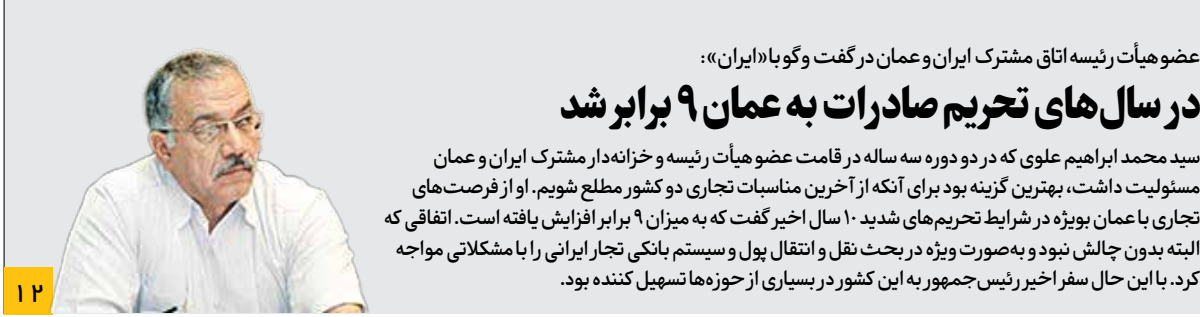 عضو هیأت رئیسه اتاق مشترک ایران و عمان در گفت وگو با «ایران»:
در سال‌های تحریم صادرات به عمان ۹ برابر شد
سید محمد ابراهیم علوی که در دو دوره سه ساله در قامت عضو هیأت رئیسه و خزانه‌دار مشترک ایران و عمان
مسئولیت داشت، بهترین گزینه بود برای آنکه از آخرین مناسبات تجاری دو کشور مطلع شویم. او از فرصت‌های
تجاری با عمان بویژه در شرایط تحریم‌های شدید ۱۰ سال اخیر گفت که به میزان ۹ برابر افزایش یافته است. اتفاقی که
البته بدون چالش نبود و به‌صورت ویژه در بحث نقل و انتقال پول و سیستم بانکی تجار ایرانی را با مشکلاتی مواجه
کرد. با این حال سفر اخیر رئیس‌جمهور به این کشور در بسیاری از حوزه‌ها تسهیل کننده بود.
۱۲